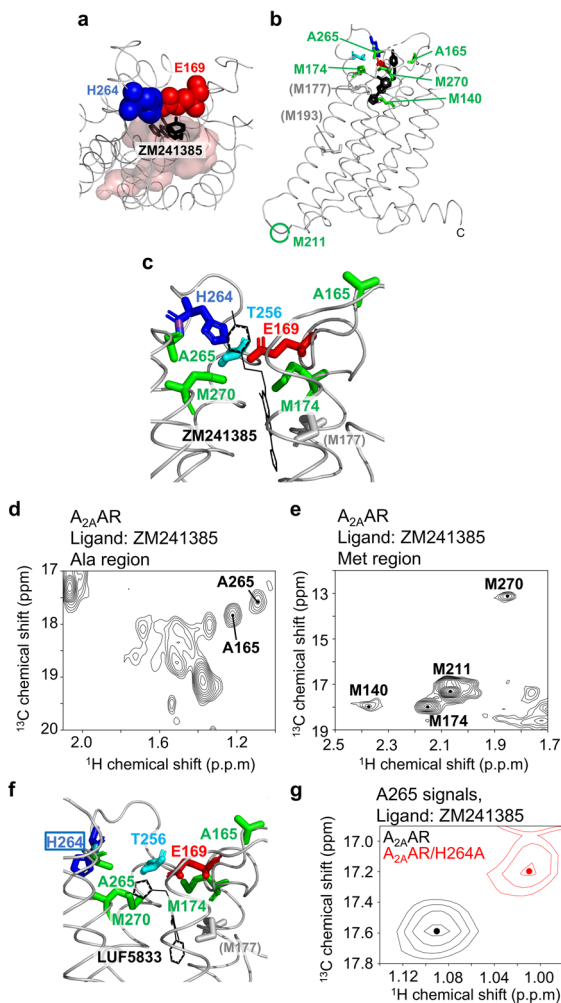 a
E169
H264
ZM241385
b
A265
A165
M174
M270
(M177)
M140
(M193)
M211
C
c
H264
A165
T256
E169
A265
M270
M174
ZM241385
(M177)
d
A2AAR
Ligand: ZM241385
Ala region
17
18
19
20
13C chemical shift (ppm)
A265
A165
2.0
1.6
1.2
1H chemical shift (p.p.m)
e
A2AAR
Ligand: ZM241385
Met region
13
15
17
19
13C chemical shift (ppm)
M270
M211
M140
M174
2.5
2.3
2.1
1.9
1.7
1H chemical shift (p.p.m)
f
H264
A165
T256
E169
A265
M174
M270
(M177)
LUF5833
g
A265 signals,
Ligand: ZM241385
A2AAR
A2AAR/H264A
16.9
17.2
17.4
17.6
17.8
13C chemical shift (ppm)
1.12
1.08
1.04
1.00
1H chemical shift (p.p.m)